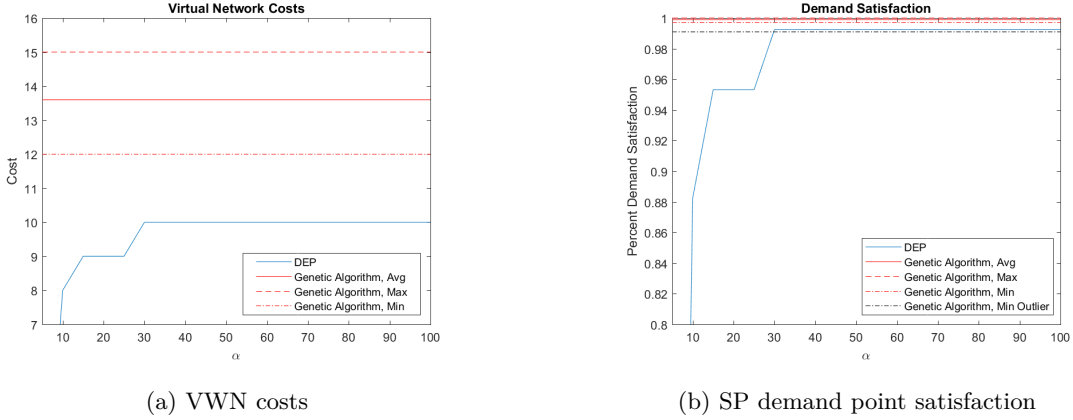 Virtual Network Costs
16
15
14
13
12
11
10
9
8
7
Cost
10 20 30 40 50 60 70 80 90 100
α
DEP
Genetic Algorithm, Avg
Genetic Algorithm, Max
Genetic Algorithm, Min
(a) VWN costs
Demand Satisfaction
1
0.98
0.96
0.94
0.92
0.9
0.88
0.86
0.84
0.82
0.8
Percent Demand Satisfaction
10 20 30 40 50 60 70 80 90 100
α
DEP
Genetic Algorithm, Avg
Genetic Algorithm, Max
Genetic Algorithm, Min
Genetic Algorithm, Min Outlier
(b) SP demand point satisfaction